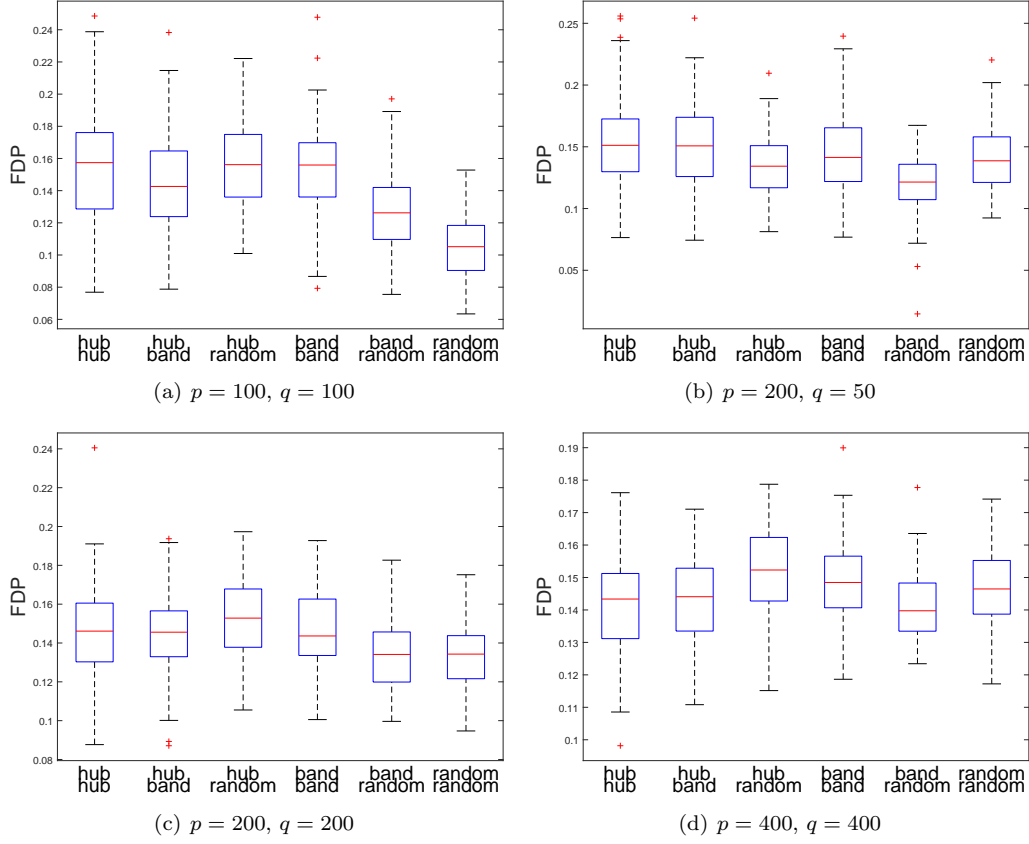 0.24
0.22
0.2
0.18
0.16
0.14
0.12
0.1
0.08
0.06
FDP
hub hub hub band band random
hub band random band random random
(a) p = 100, q = 100
0.25
0.2
0.15
0.1
0.05
FDP
hub hub hub band band random
hub band random band random random
(b) p = 200, q = 50
0.24
0.22
0.2
0.18
0.16
0.14
0.12
0.1
0.08
FDP
hub hub hub band band random
hub band random band random random
(c) p = 200, q = 200
0.19
0.18
0.17
0.16
0.15
0.14
0.13
0.12
0.11
0.1
FDP
hub hub hub band band random
hub band random band random random
(d) p = 400, q = 400